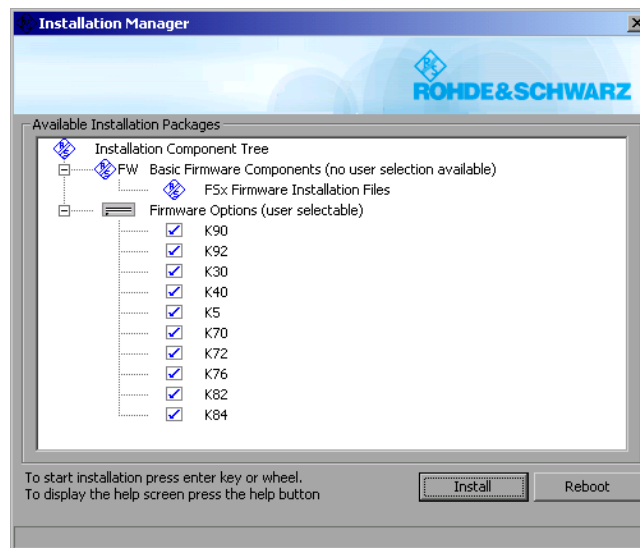 Installation Manager
ROHDE&SCHWARZ
Available Installation Packages
Installation Component Tree
FW Basic Firmware Components (no user selection available)
FSx Firmware Installation Files
Firmware Options (user selectable)
K90
K92
K30
K40
K5
K70
K72
K76
K82
K84
To start installation press enter key or wheel.
To display the help screen press the help button
Install
Reboot